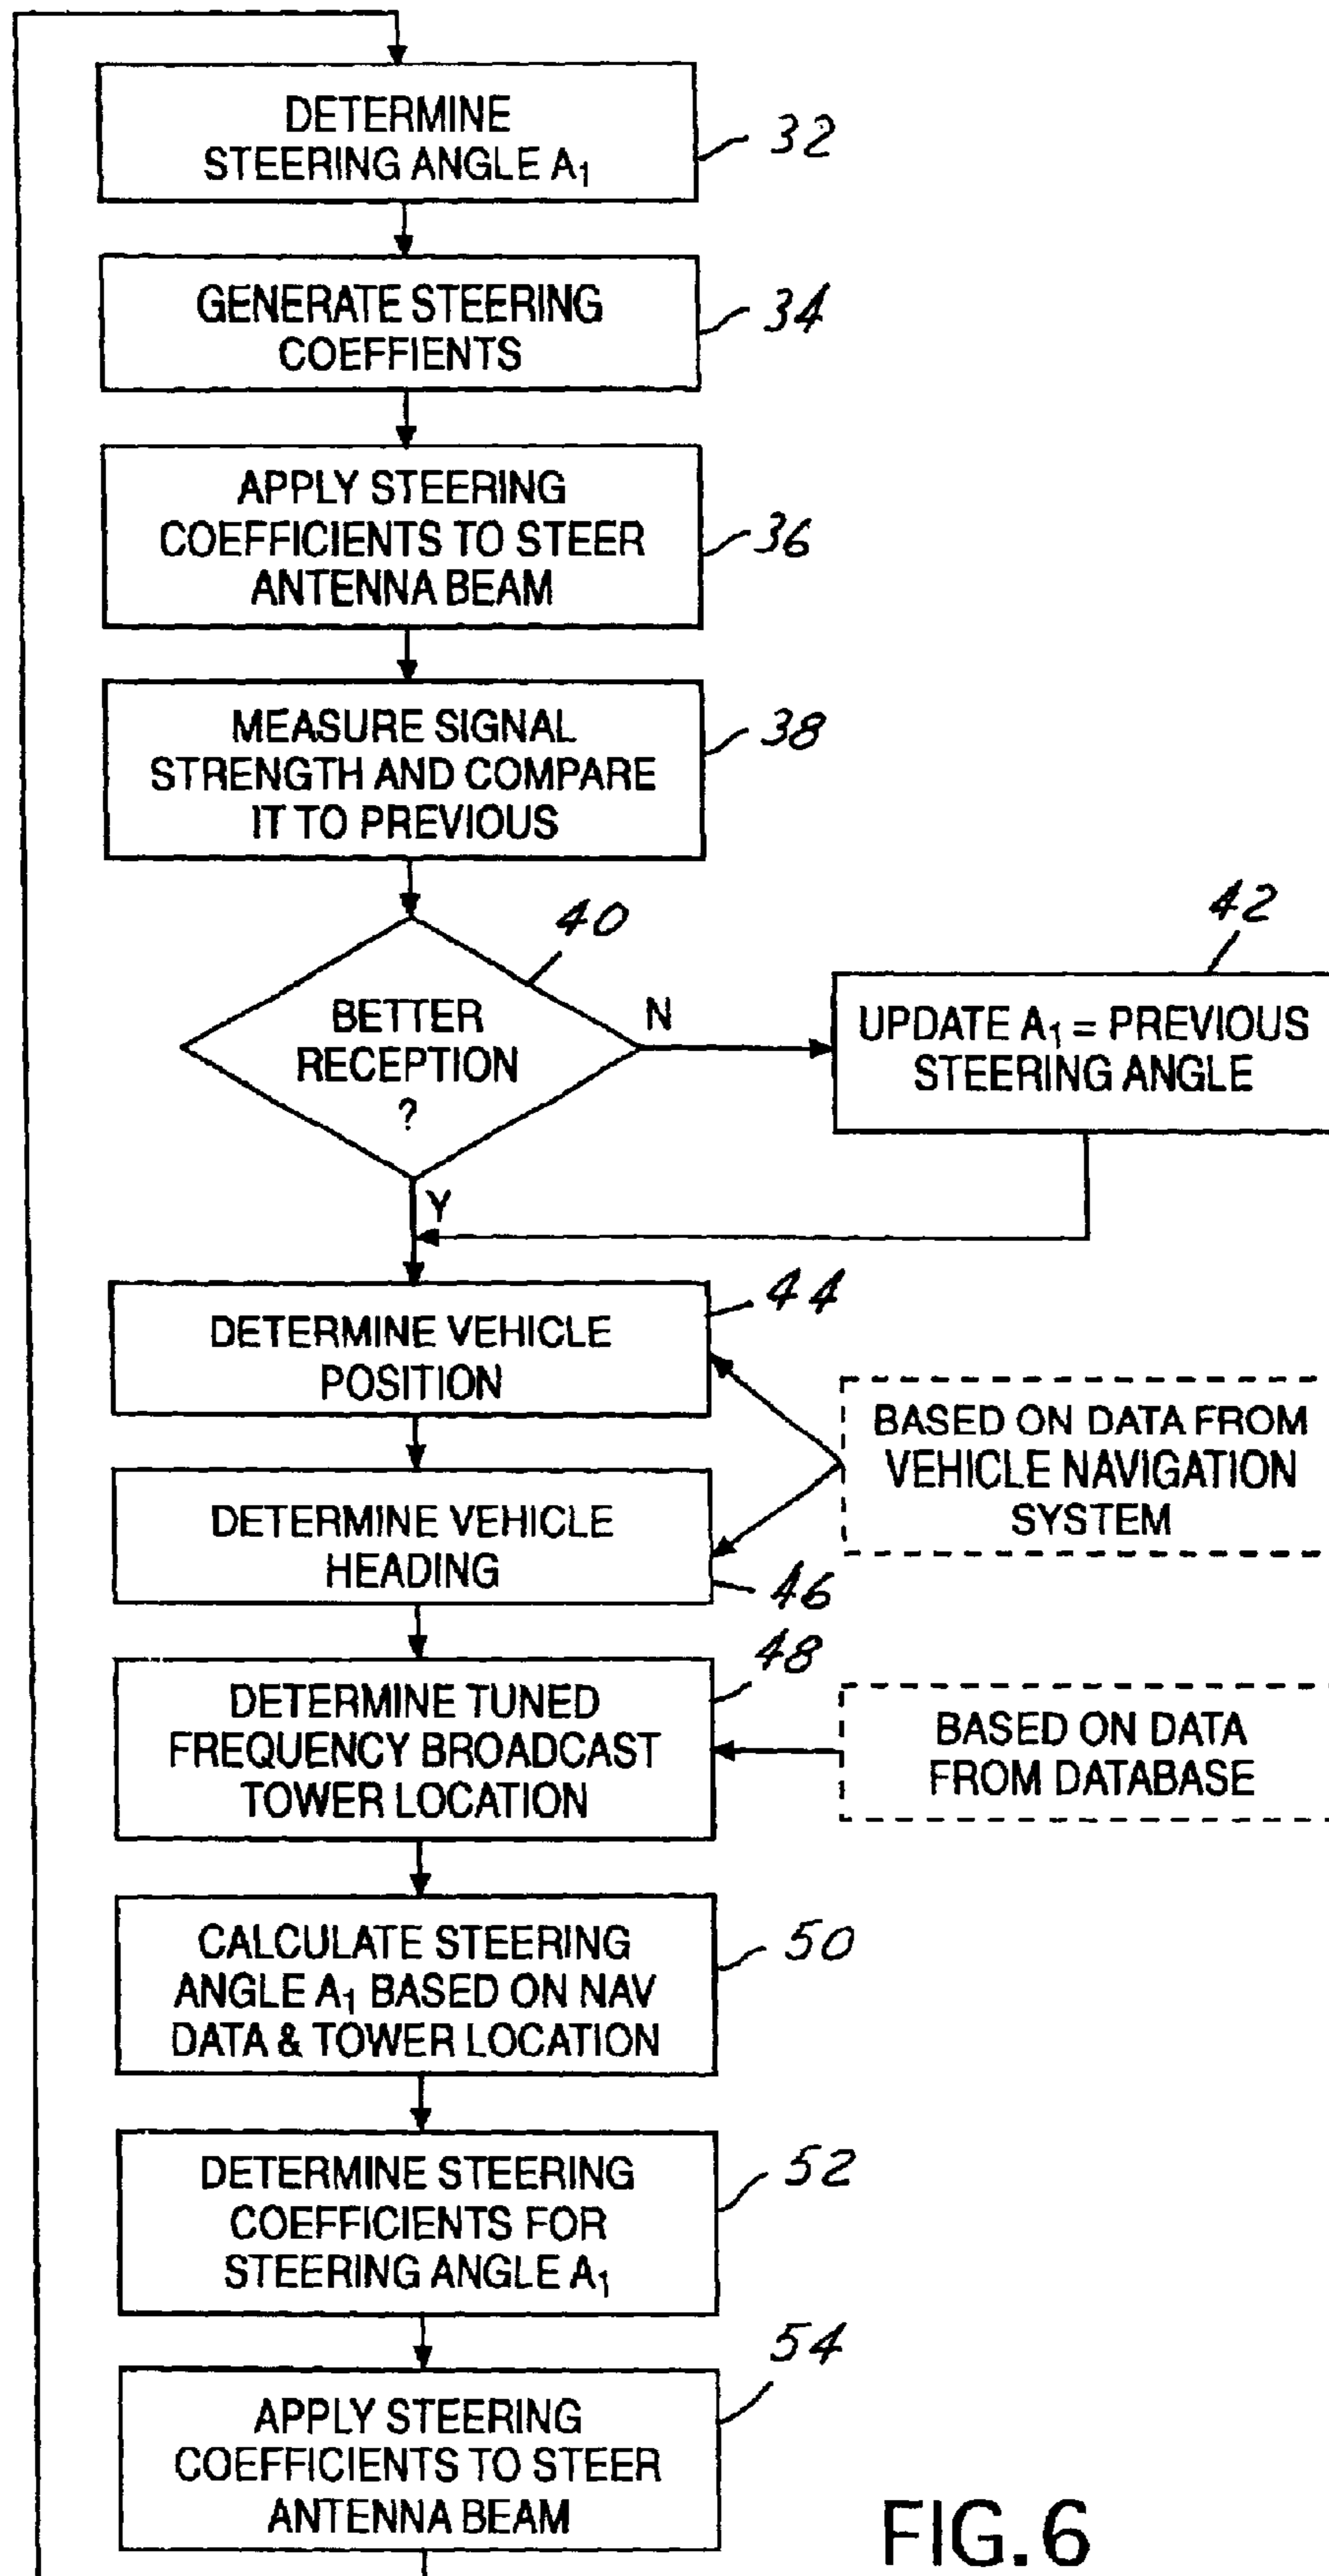 DETERMINE
STEERING ANGLE A₁
32
GENERATE STEERING
COEFFIENTS
34
APPLY STEERING
COEFFICIENTS TO STEER
ANTENNA BEAM
36
MEASURE SIGNAL
STRENGTH AND COMPARE
IT TO PREVIOUS
38
BETTER
RECEPTION
?
40
N
Y
42
UPDATE A₁ = PREVIOUS
STEERING ANGLE
DETERMINE VEHICLE
POSITION
44
BASED ON DATA FROM
VEHICLE NAVIGATION
SYSTEM
DETERMINE VEHICLE
HEADING
46
DETERMINE TUNED
FREQUENCY BROADCAST
TOWER LOCATION
48
BASED ON DATA
FROM DATABASE
CALCULATE STEERING
ANGLE A₁ BASED ON NAV
DATA & TOWER LOCATION
50
DETERMINE STEERING
COEFFICIENTS FOR
STEERING ANGLE A₁
52
APPLY STEERING
COEFFICIENTS TO STEER
ANTENNA BEAM
54
FIG.6